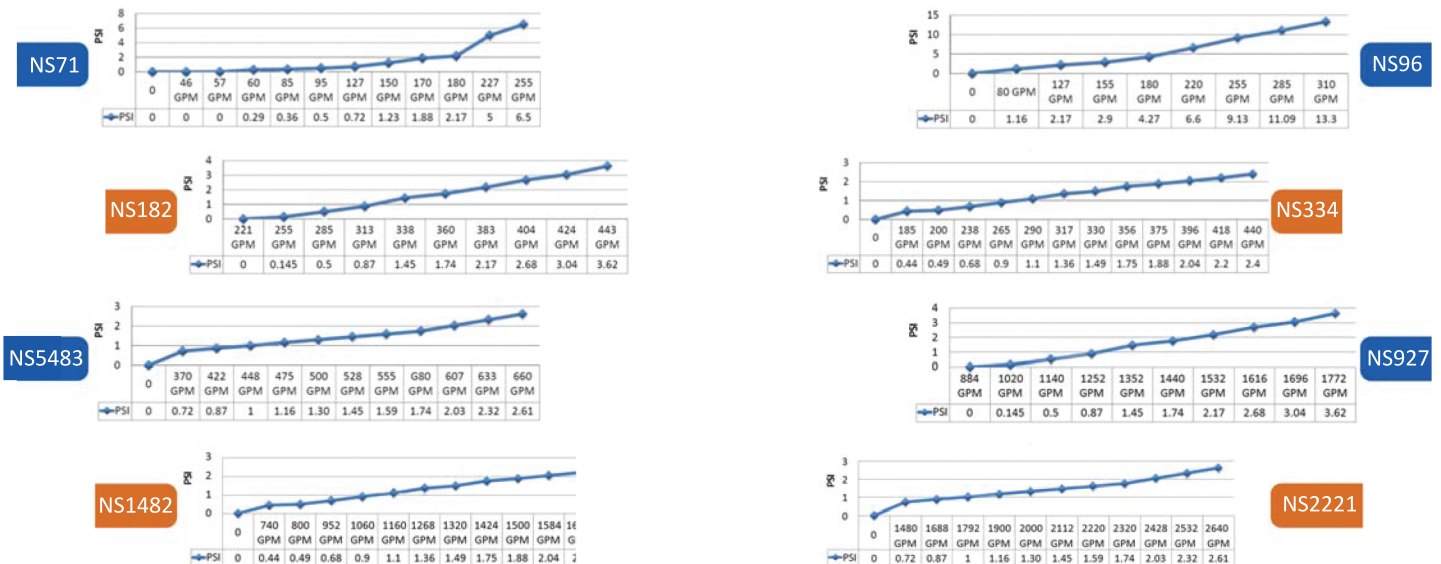 NS71
PSI
8
6
4
2
0
0 46 GPM 57 GPM 60 GPM 85 GPM 95 GPM 127 GPM 150 GPM 170 GPM 180 GPM 227 GPM 255 GPM
PSI 0 0 0 0.29 0.36 0.5 0.72 1.23 1.88 2.17 5 6.5
NS96
PSI
15
10
5
0
0 80 GPM 127 GPM 155 GPM 180 GPM 220 GPM 255 GPM 285 GPM 310 GPM
PSI 0 1.16 2.17 2.9 4.27 6.6 9.13 11.09 13.3
NS182
PSI
4
3
2
1
0
221 GPM 255 GPM 285 GPM 313 GPM 338 GPM 360 GPM 383 GPM 404 GPM 424 GPM 443 GPM
PSI 0 0.145 0.5 0.87 1.45 1.74 2.17 2.68 3.04 3.62
NS334
PSI
3
2
1
0
0 185 GPM 200 GPM 238 GPM 265 GPM 290 GPM 317 GPM 330 GPM 356 GPM 375 GPM 396 GPM 418 GPM 440 GPM
PSI 0 0.44 0.49 0.68 0.9 1.1 1.36 1.49 1.75 1.88 2.04 2.2 2.4
NS5483
PSI
3
2
1
0
0 370 GPM 422 GPM 448 GPM 475 GPM 500 GPM 528 GPM 555 GPM G80 GPM 607 GPM 633 GPM 660 GPM
PSI 0 0.72 0.87 1 1.16 1.30 1.45 1.59 1.74 2.03 2.32 2.61
NS927
PSI
4
3
2
1
0
884 GPM 1020 GPM 1140 GPM 1252 GPM 1352 GPM 1440 GPM 1532 GPM 1616 GPM 1696 GPM 1772 GPM
PSI 0 0.145 0.5 0.87 1.45 1.74 2.17 2.68 3.04 3.62
NS1482
PSI
3
2
1
0
0 740 GPM 800 GPM 952 GPM 1060 GPM 1160 GPM 1268 GPM 1320 GPM 1424 GPM 1500 GPM 1584 GPM
PSI 0 0.44 0.49 0.68 0.9 1.1 1.36 1.49 1.75 1.88 2.04
NS2221
PSI
3
2
1
0
0 1480 GPM 1688 GPM 1792 GPM 1900 GPM 2000 GPM 2112 GPM 2220 GPM 2320 GPM 2428 GPM 2532 GPM 2640 GPM
PSI 0 0.72 0.87 1 1.16 1.30 1.45 1.59 1.74 2.03 2.32 2.61